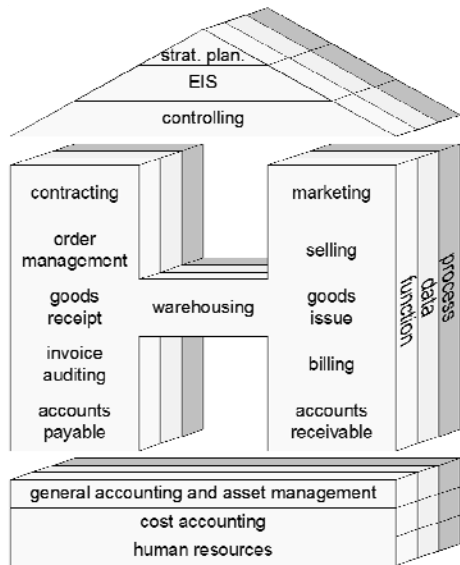 strat. plan.
EIS
controlling
contracting
order
management
goods
receipt
invoice
auditing
accounts
payable
warehousing
marketing
selling
goods
issue
billing
accounts
receivable
function
data
process
general accounting and asset management
cost accounting
human resources